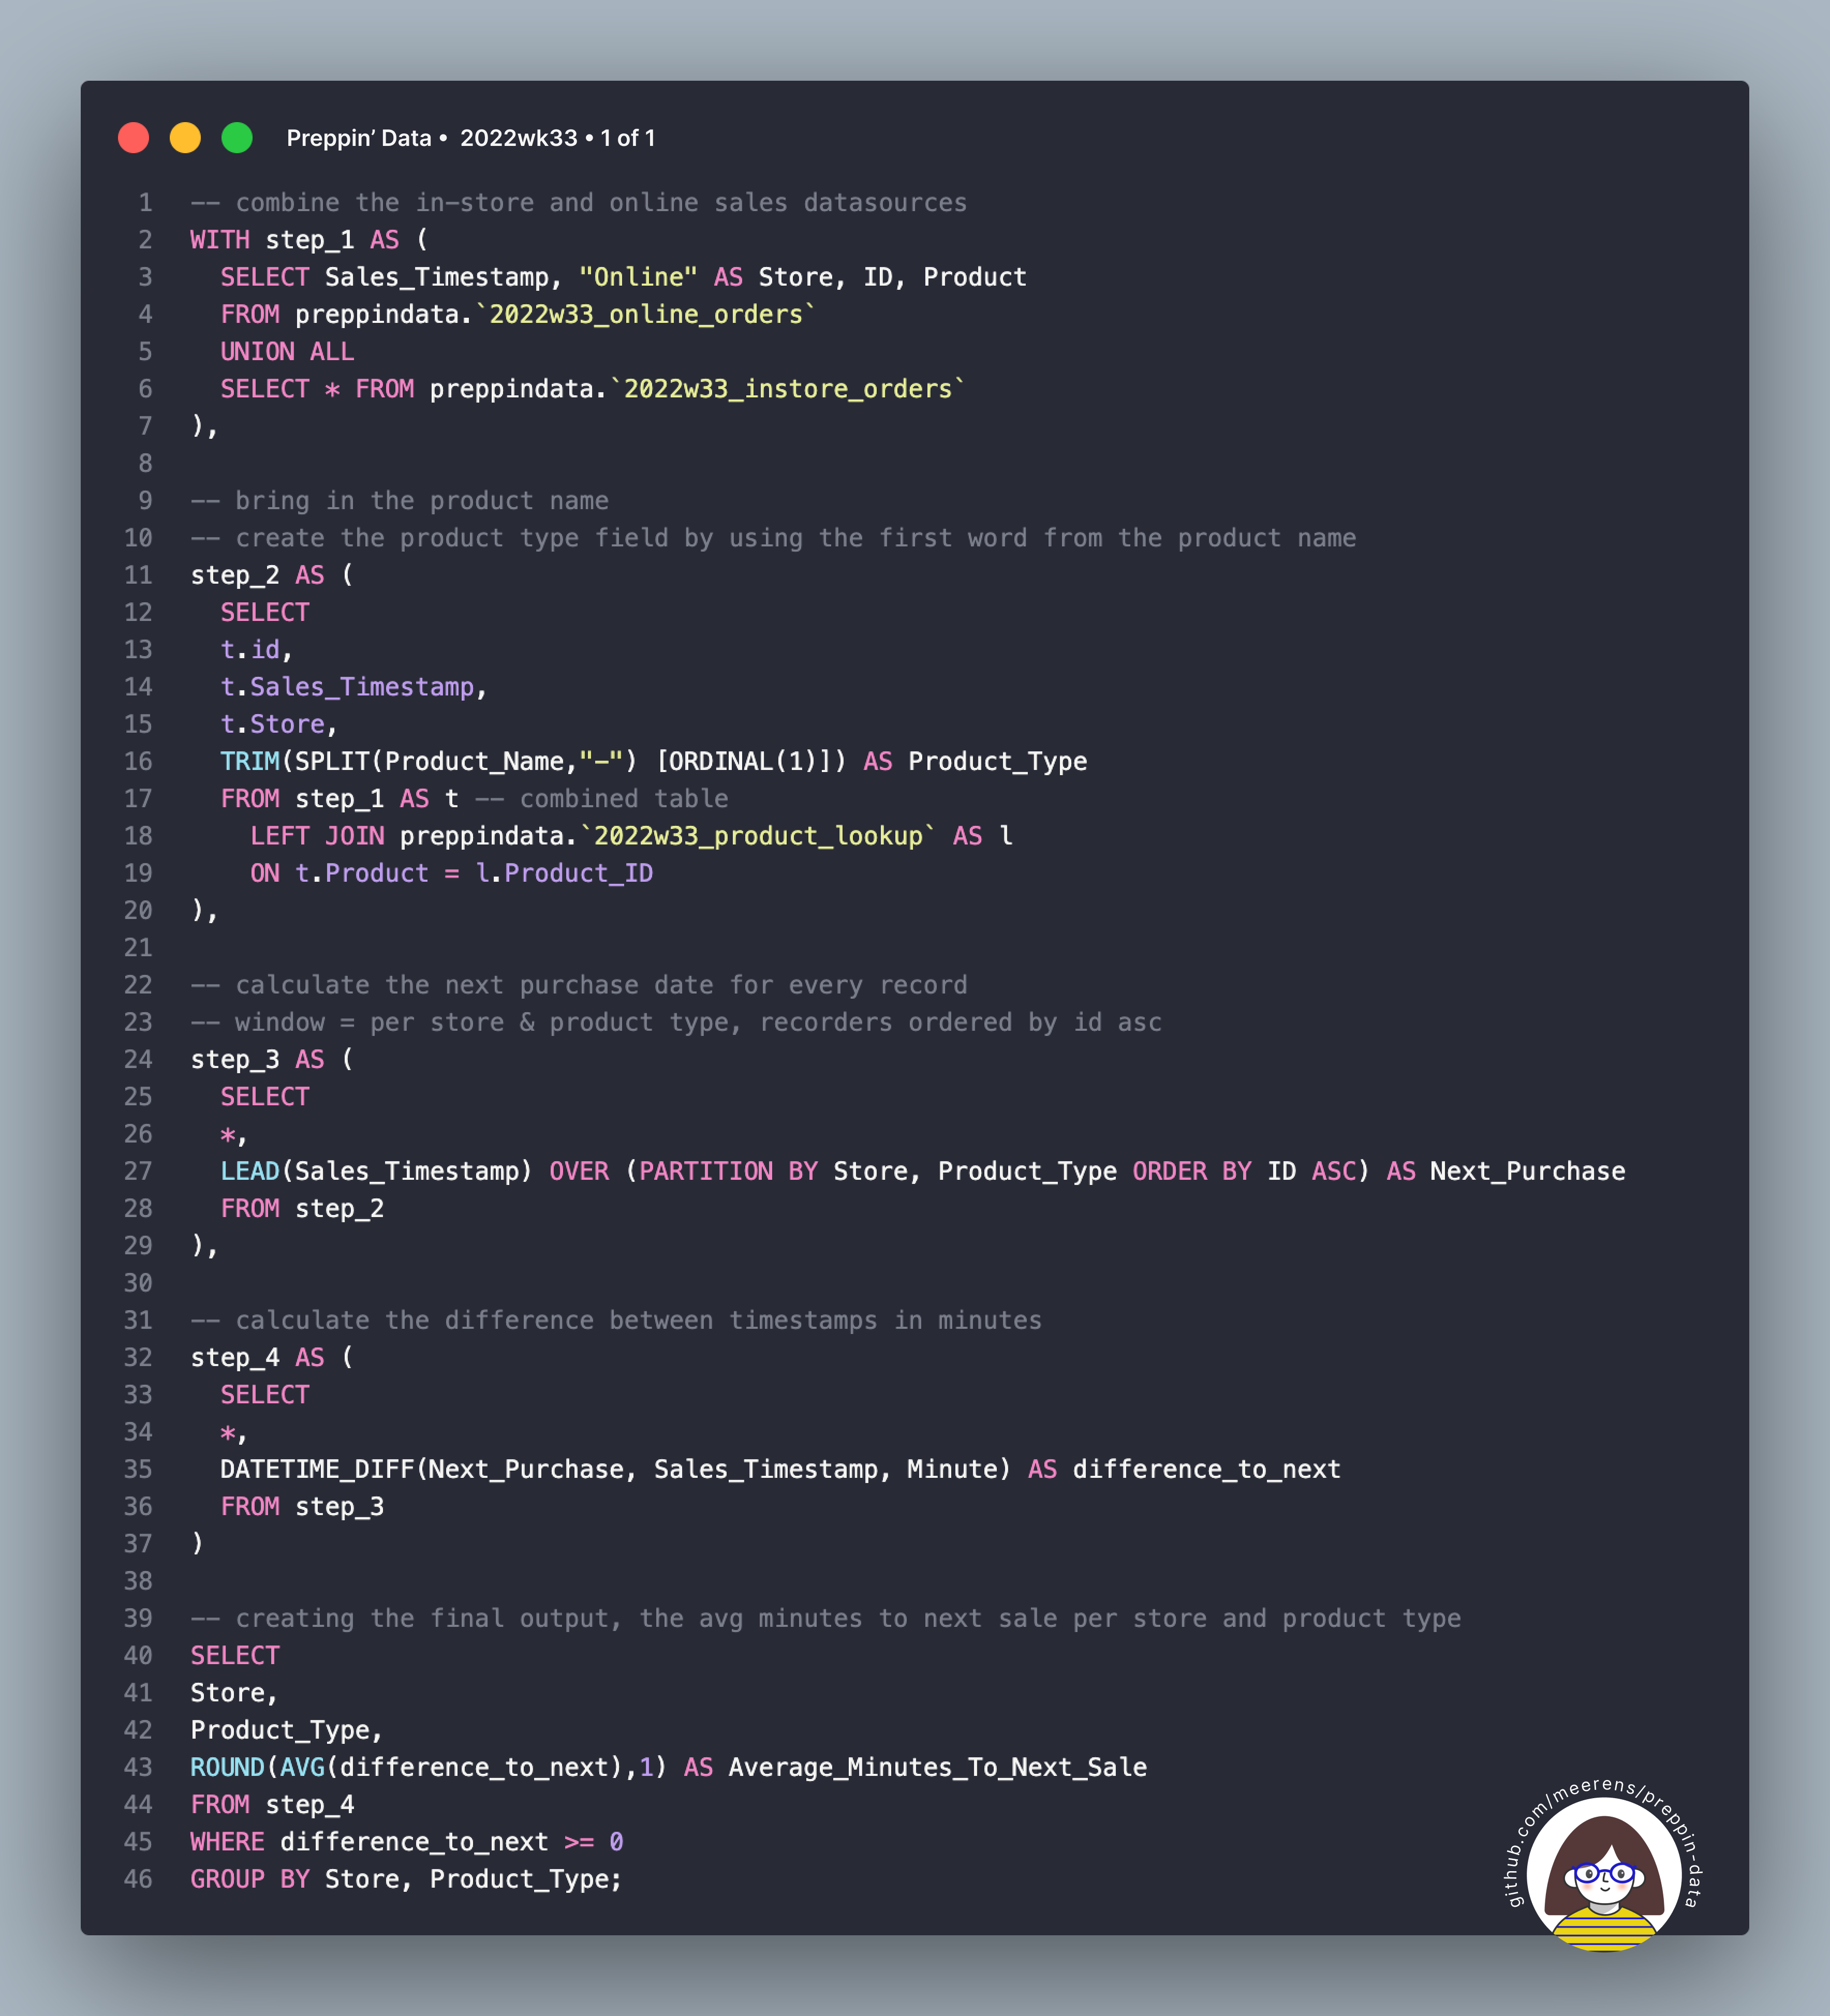 Preppin’ Data • 2022wk33 • 1 of 1
1 -- combine the in-store and online sales datasources
2 WITH step_1 AS (
3   SELECT Sales_Timestamp, "Online" AS Store, ID, Product
4   FROM preppindata.`2022w33_online_orders`
5   UNION ALL
6   SELECT * FROM preppindata.`2022w33_instore_orders`
7 ),
8
9 -- bring in the product name
10 -- create the product type field by using the first word from the product name
11 step_2 AS (
12   SELECT
13   t.id,
14   t.Sales_Timestamp,
15   t.Store,
16   TRIM(SPLIT(Product_Name,"-") [ORDINAL(1)]) AS Product_Type
17   FROM step_1 AS t -- combined table
18     LEFT JOIN preppindata.`2022w33_product_lookup` AS l
19     ON t.Product = l.Product_ID
20 ),
21
22 -- calculate the next purchase date for every record
23 -- window = per store & product type, recorders ordered by id asc
24 step_3 AS (
25   SELECT
26   *,
27   LEAD(Sales_Timestamp) OVER (PARTITION BY Store, Product_Type ORDER BY ID ASC) AS Next_Purchase
28   FROM step_2
29 ),
30
31 -- calculate the difference between timestamps in minutes
32 step_4 AS (
33   SELECT
34   *,
35   DATETIME_DIFF(Next_Purchase, Sales_Timestamp, Minute) AS difference_to_next
36   FROM step_3
37 )
38
39 -- creating the final output, the avg minutes to next sale per store and product type
40 SELECT
41 Store,
42 Product_Type,
43 ROUND(AVG(difference_to_next),1) AS Average_Minutes_To_Next_Sale
44 FROM step_4
45 WHERE difference_to_next >= 0
46 GROUP BY Store, Product_Type;
github.com/meerens/preppin-data